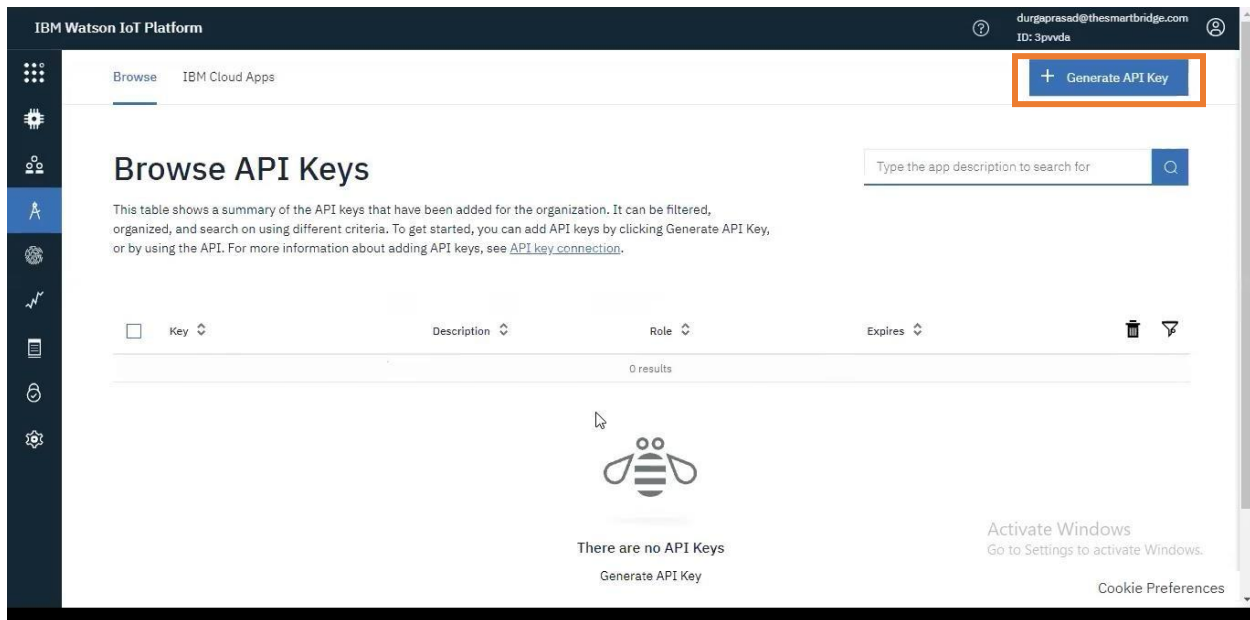 IBM Watson IoT Platform
durgaprasad@thesmartbridge.com
ID: 3pvvda
Browse
IBM Cloud Apps
+ Generate API Key
Browse API Keys
Type the app description to search for
This table shows a summary of the API keys that have been added for the organization. It can be filtered,
organized, and search on using different criteria. To get started, you can add API keys by clicking Generate API Key,
or by using the API. For more information about adding API keys, see API key connection.
Key
Description
Role
Expires
0 results
There are no API Keys
Generate API Key
Activate Windows
Go to Settings to activate Windows.
Cookie Preferences